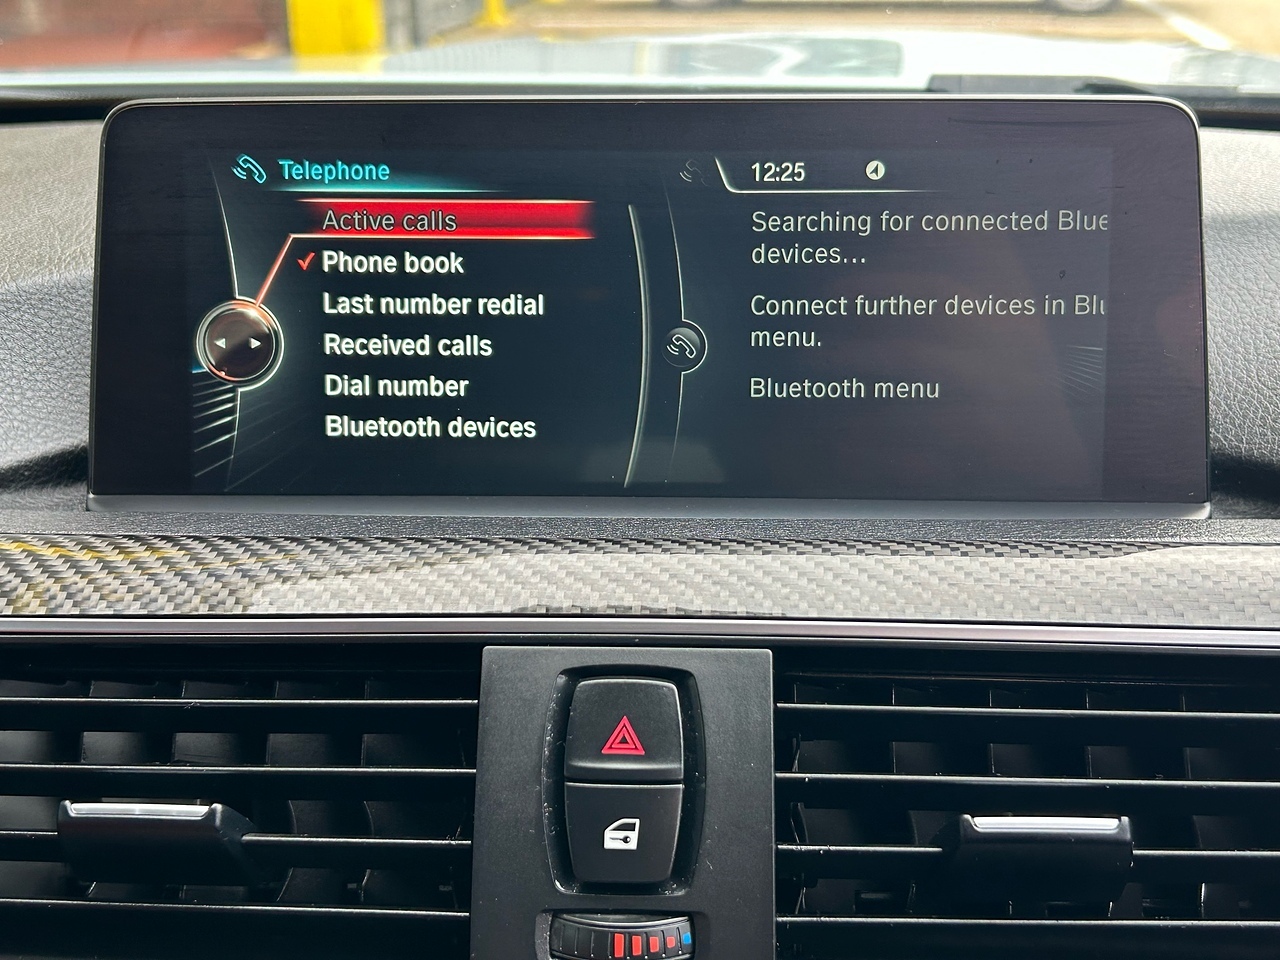 Telephone
12:25
Active calls
Phone book
Last number redial
Received calls
Dial number
Bluetooth devices
Searching for connected Blue
devices...
Connect further devices in Blu
menu.
Bluetooth menu